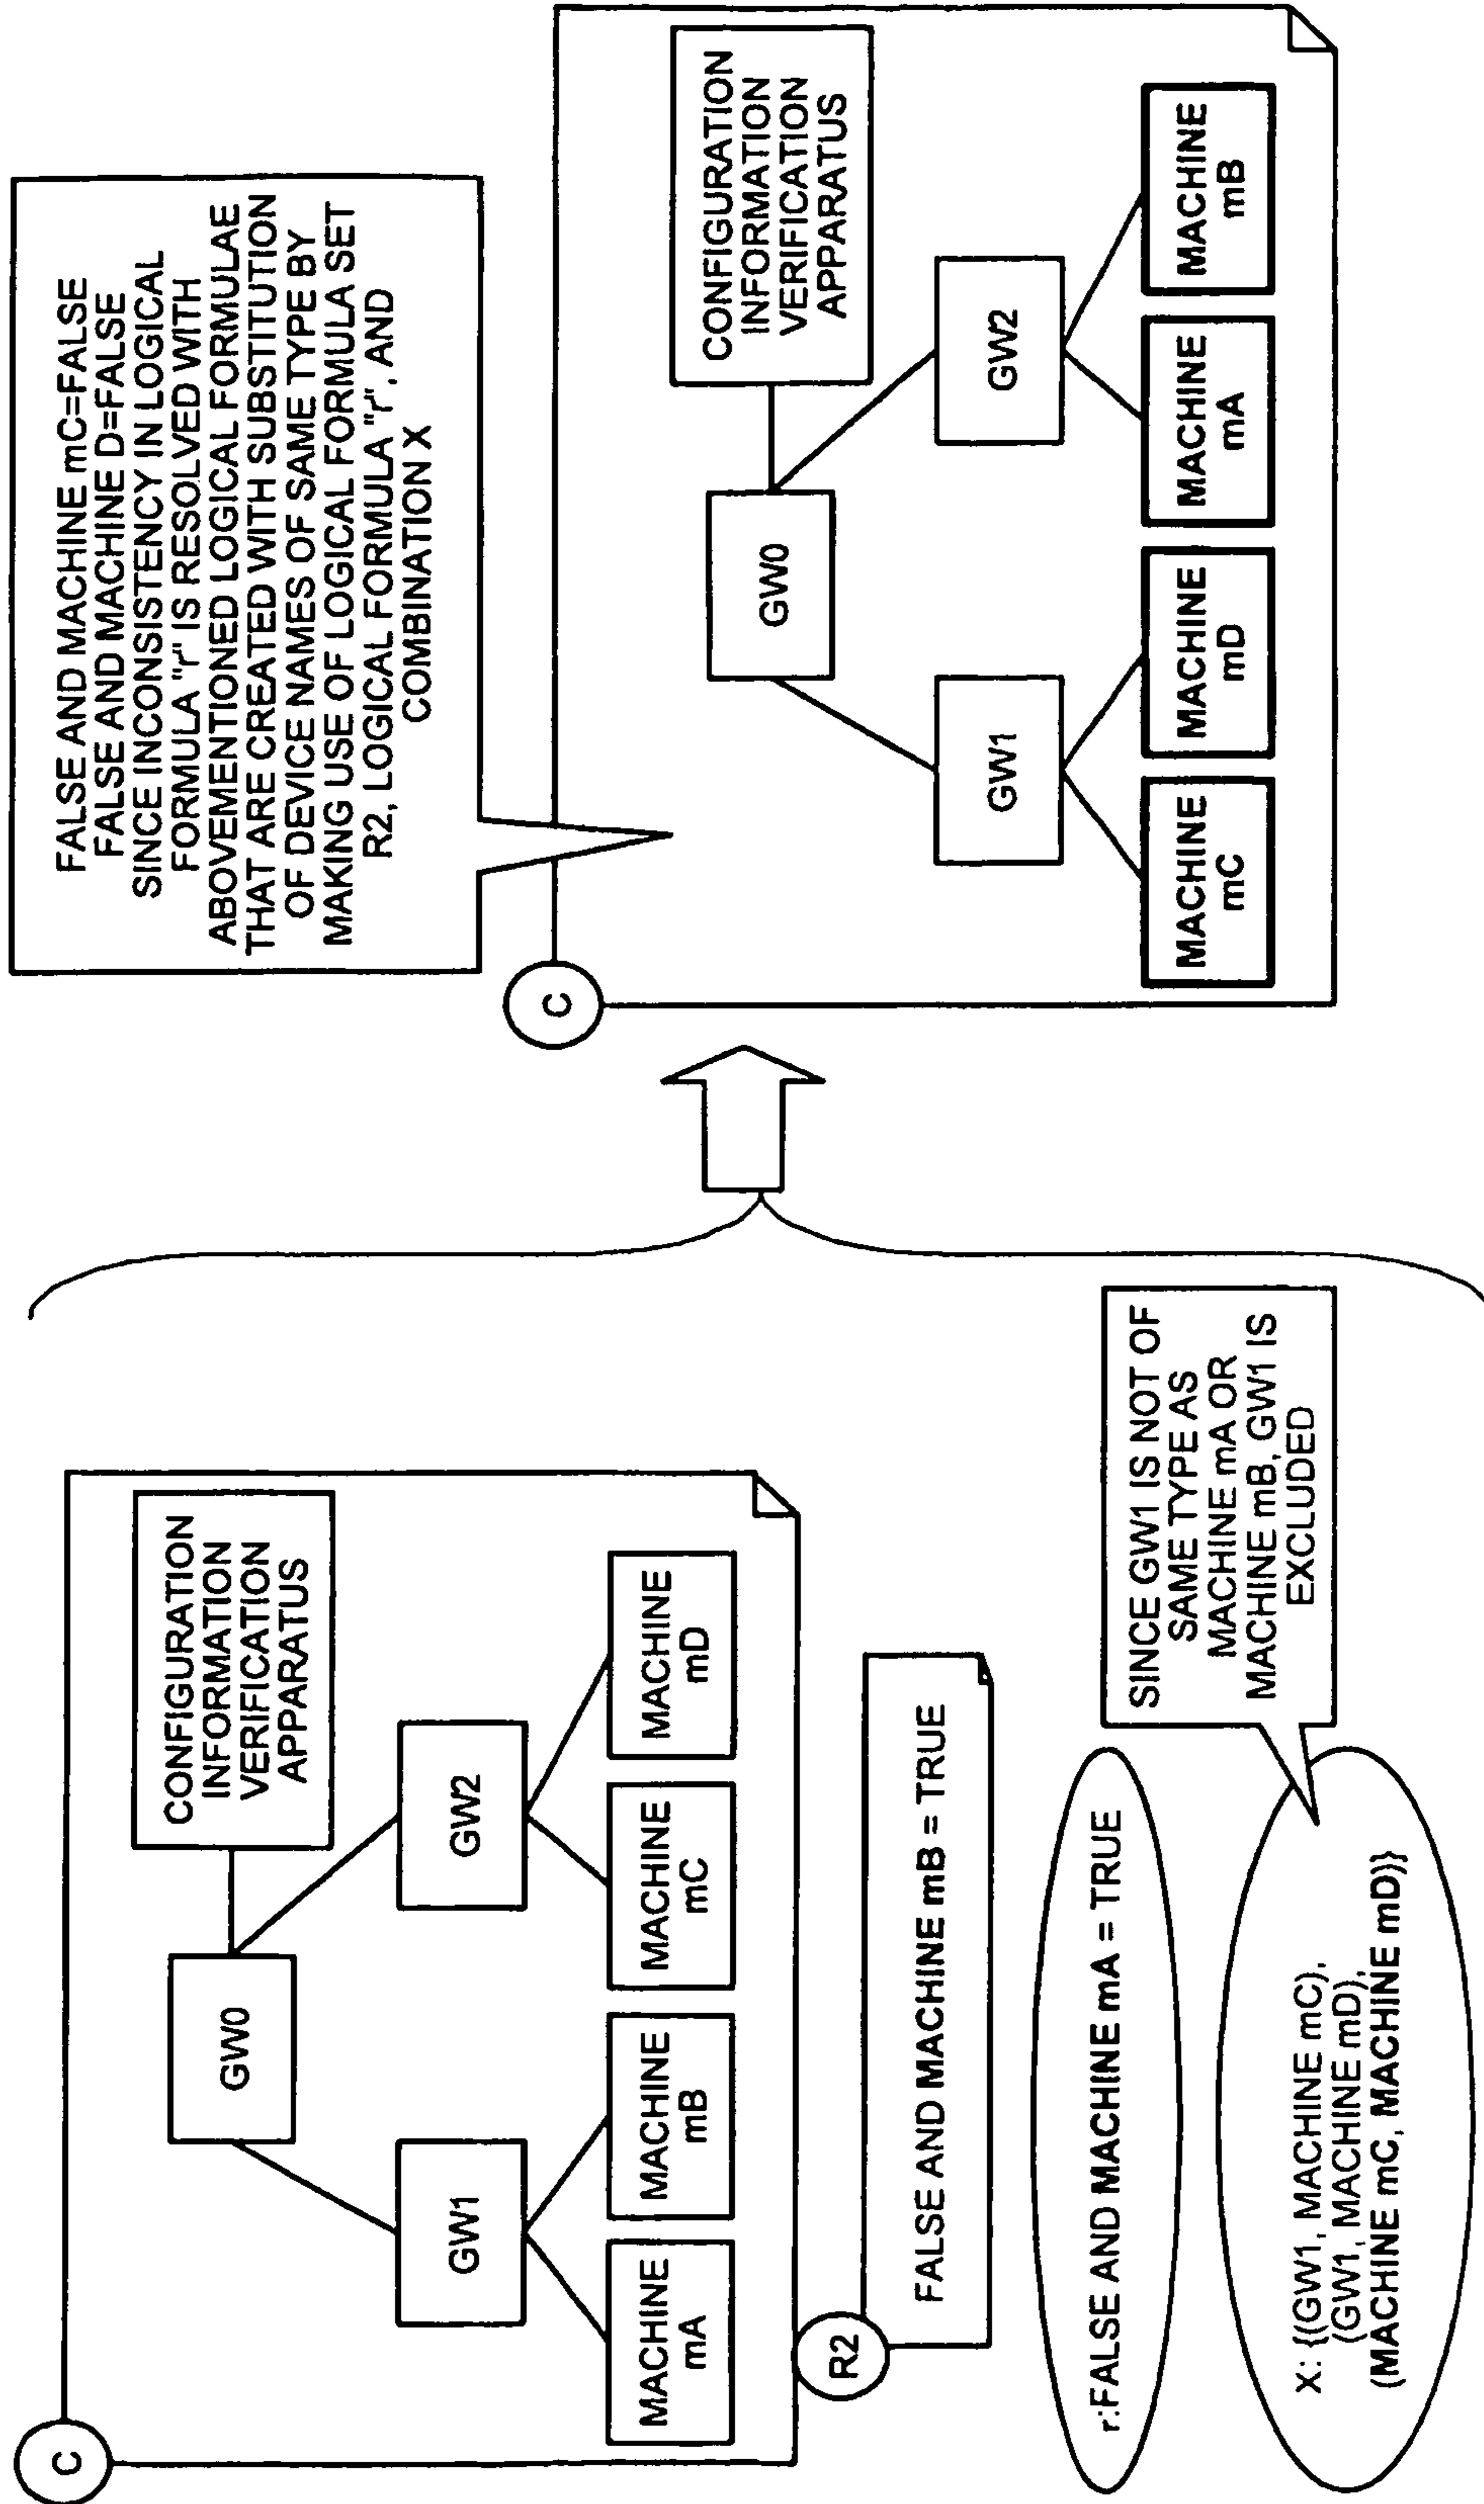 C
CONFIGURATION
INFORMATION
VERIFICATION
APPARATUS
GW0
GW1
GW2
MACHINE
mA
MACHINE
mB
MACHINE
mC
MACHINE
mD
R2
FALSE AND MACHINE mB = TRUE
r:FALSE AND MACHINE mA = TRUE
X: {(GW1, MACHINE mC),
(GW1, MACHINE mD),
(MACHINE mC, MACHINE mD)}
SINCE GW1 IS NOT OF
SAME TYPE AS
MACHINE mA OR
MACHINE mB, GW1 IS
EXCLUDED
FALSE AND MACHINE mC=FALSE
FALSE AND MACHINE D=FALSE
SINCE INCONSISTENCY IN LOGICAL
FORMULA "r" IS RESOLVED WITH
ABOVEMENTIONED LOGICAL FORMULAE
THAT ARE CREATED WITH SUBSTITUTION
OF DEVICE NAMES OF SAME TYPE BY
MAKING USE OF LOGICAL FORMULA SET
R2, LOGICAL FORMULA "r", AND
COMBINATION X
C
CONFIGURATION
INFORMATION
VERIFICATION
APPARATUS
GW0
GW1
GW2
MACHINE
mC
MACHINE
mD
MACHINE
mA
MACHINE
mB